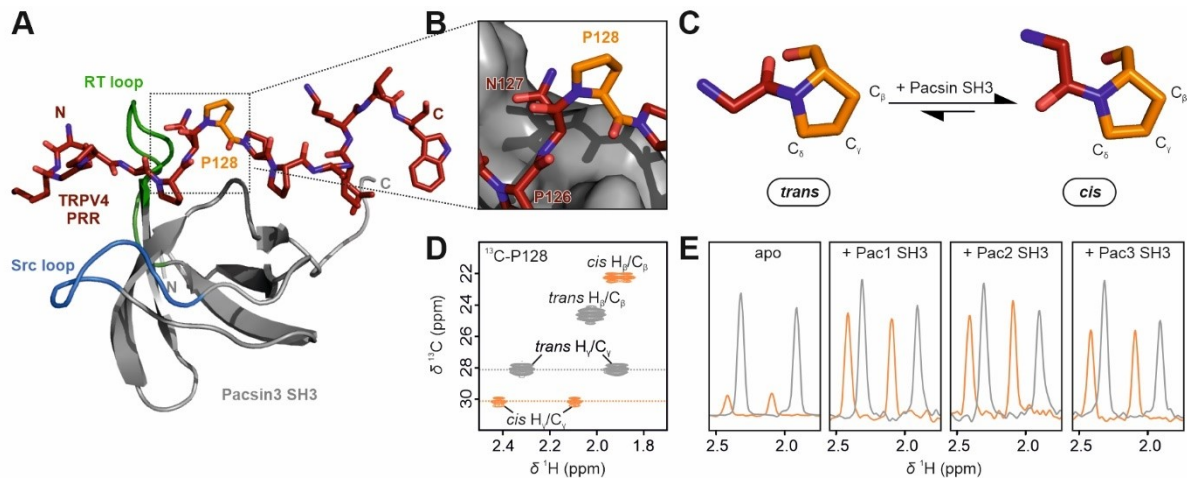 A
RT loop
N
P128
C
TRPV4
PRR
C
Src loop
N
Pacsin3 SH3
B
P128
N127
P126
C
Cβ
Cγ
Cδ
trans
+ Pacsin SH3
Cβ
Cγ
Cδ
cis
D
¹³C-P128
cis Hβ/Cβ
trans Hβ/Cβ
trans Hγ/Cγ
cis Hγ/Cγ
δ ¹³C (ppm)
22
24
26
28
30
2.4 2.2 2.0 1.8
δ ¹H (ppm)
E
apo
+ Pac1 SH3
+ Pac2 SH3
+ Pac3 SH3
2.5 2.0 2.5 2.0 2.5 2.0 2.5 2.0
δ ¹H (ppm)